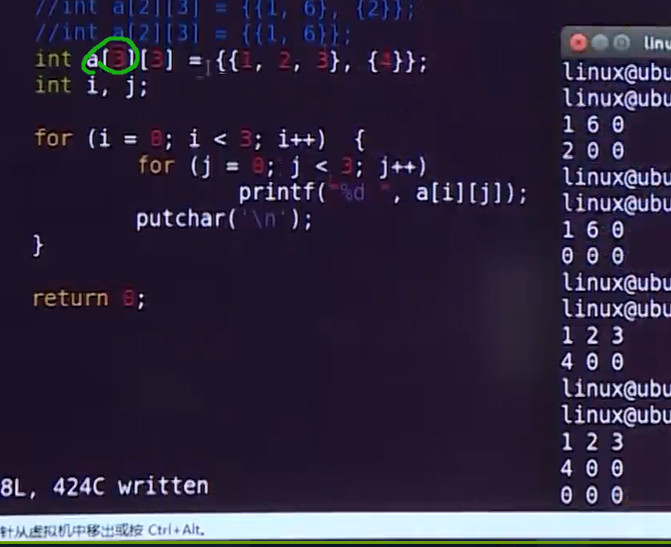 //int a[2][3] = {{1, 6}, {2}};
//int a[2][3] = {{1, 6}};
int a[3][3] = {{1, 2, 3}, {4}};
int i, j;
for (i = 0; i < 3; i++) {
for (j = 0; j < 3; j++)
printf("%d ", a[i][j]);
putchar('\n');
}
return 0;
8L, 424C written
linu
linux@ubu
linux@ubu
1 6 0
2 0 0
linux@ubu
linux@ubu
1 6 0
0 0 0
linux@ubu
linux@ubu
1 2 3
4 0 0
linux@ubu
linux@ubu
1 2 3
4 0 0
0 0 0
针从虚拟机中移出或按 Ctrl+Alt。